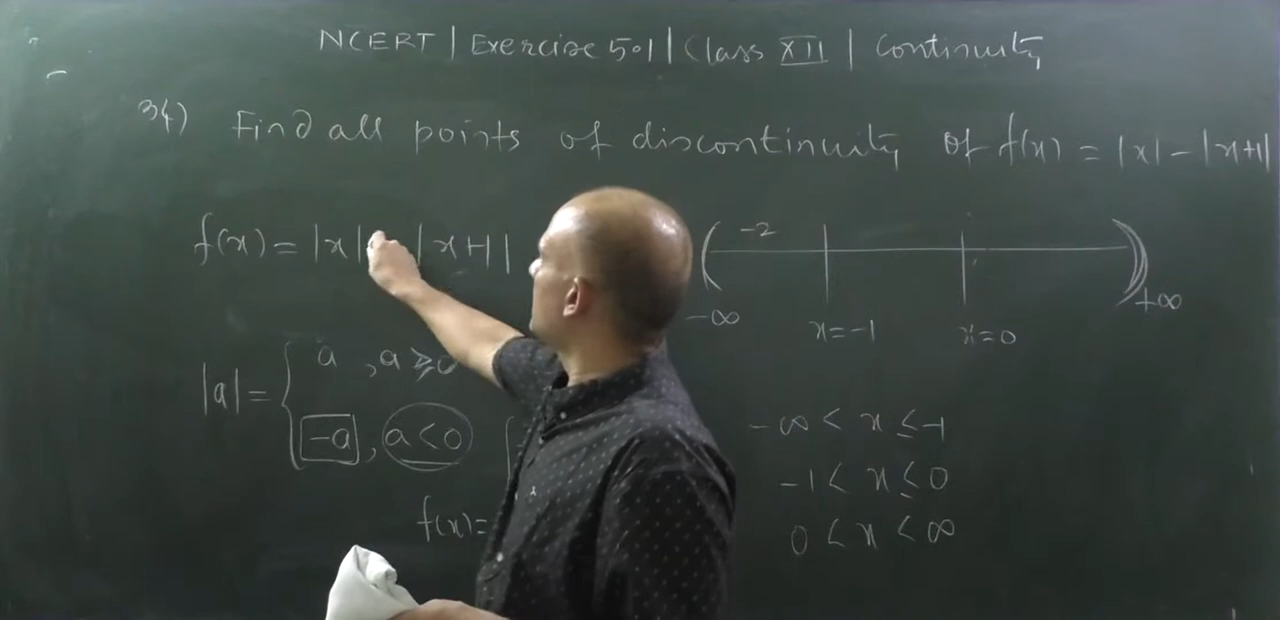 NCERT | Exercise 5.1 | Class XII | Continuity
34) Find all points of discontinuity of f(x) = |x| - |x+1|
f(x) = |x| |x+1|
-2
-∞ x=-1 x=0 +∞
|a| = { a , a ≥ 0
-a , a < 0
f(x) =
-∞ < x ≤ -1
-1 < x ≤ 0
0 < x < ∞